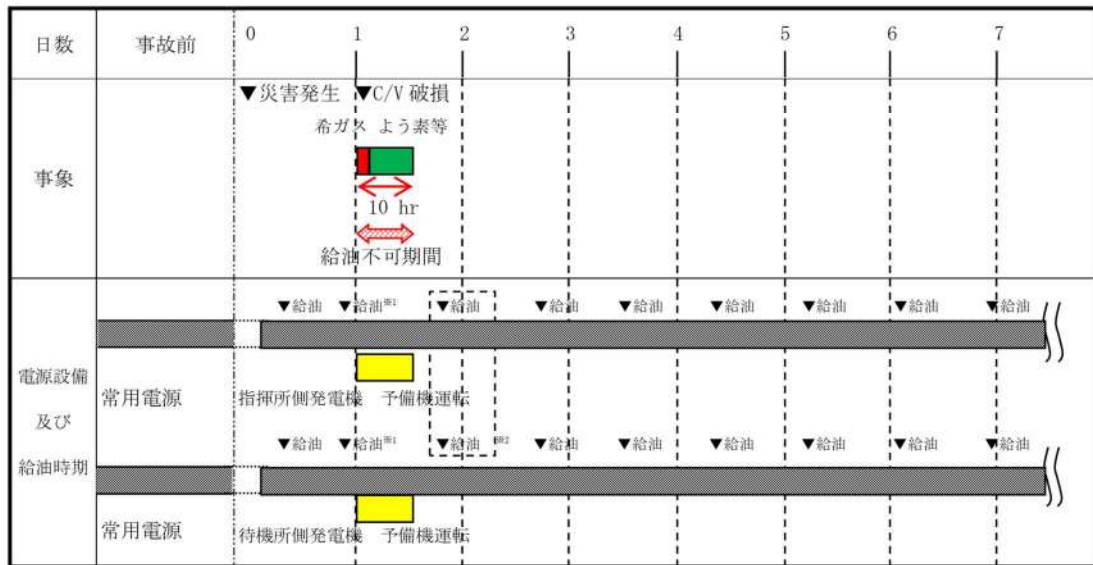 日数 事故前 0 1 2 3 4 5 6 7
▼災害発生 ▼C/V 破損
希ガス よう素等
事象
10 hr
給油不可期間
▼給油 ▼給油※1 ▼給油 ▼給油 ▼給油 ▼給油 ▼給油 ▼給油 ▼給油
電源設備
及び
給油時期
常用電源 指揮所側発電機 予備機運転
▼給油 ▼給油※1 ▼給油 ※2 ▼給油 ▼給油 ▼給油 ▼給油 ▼給油 ▼給油
常用電源 待機所側発電機 予備機運転